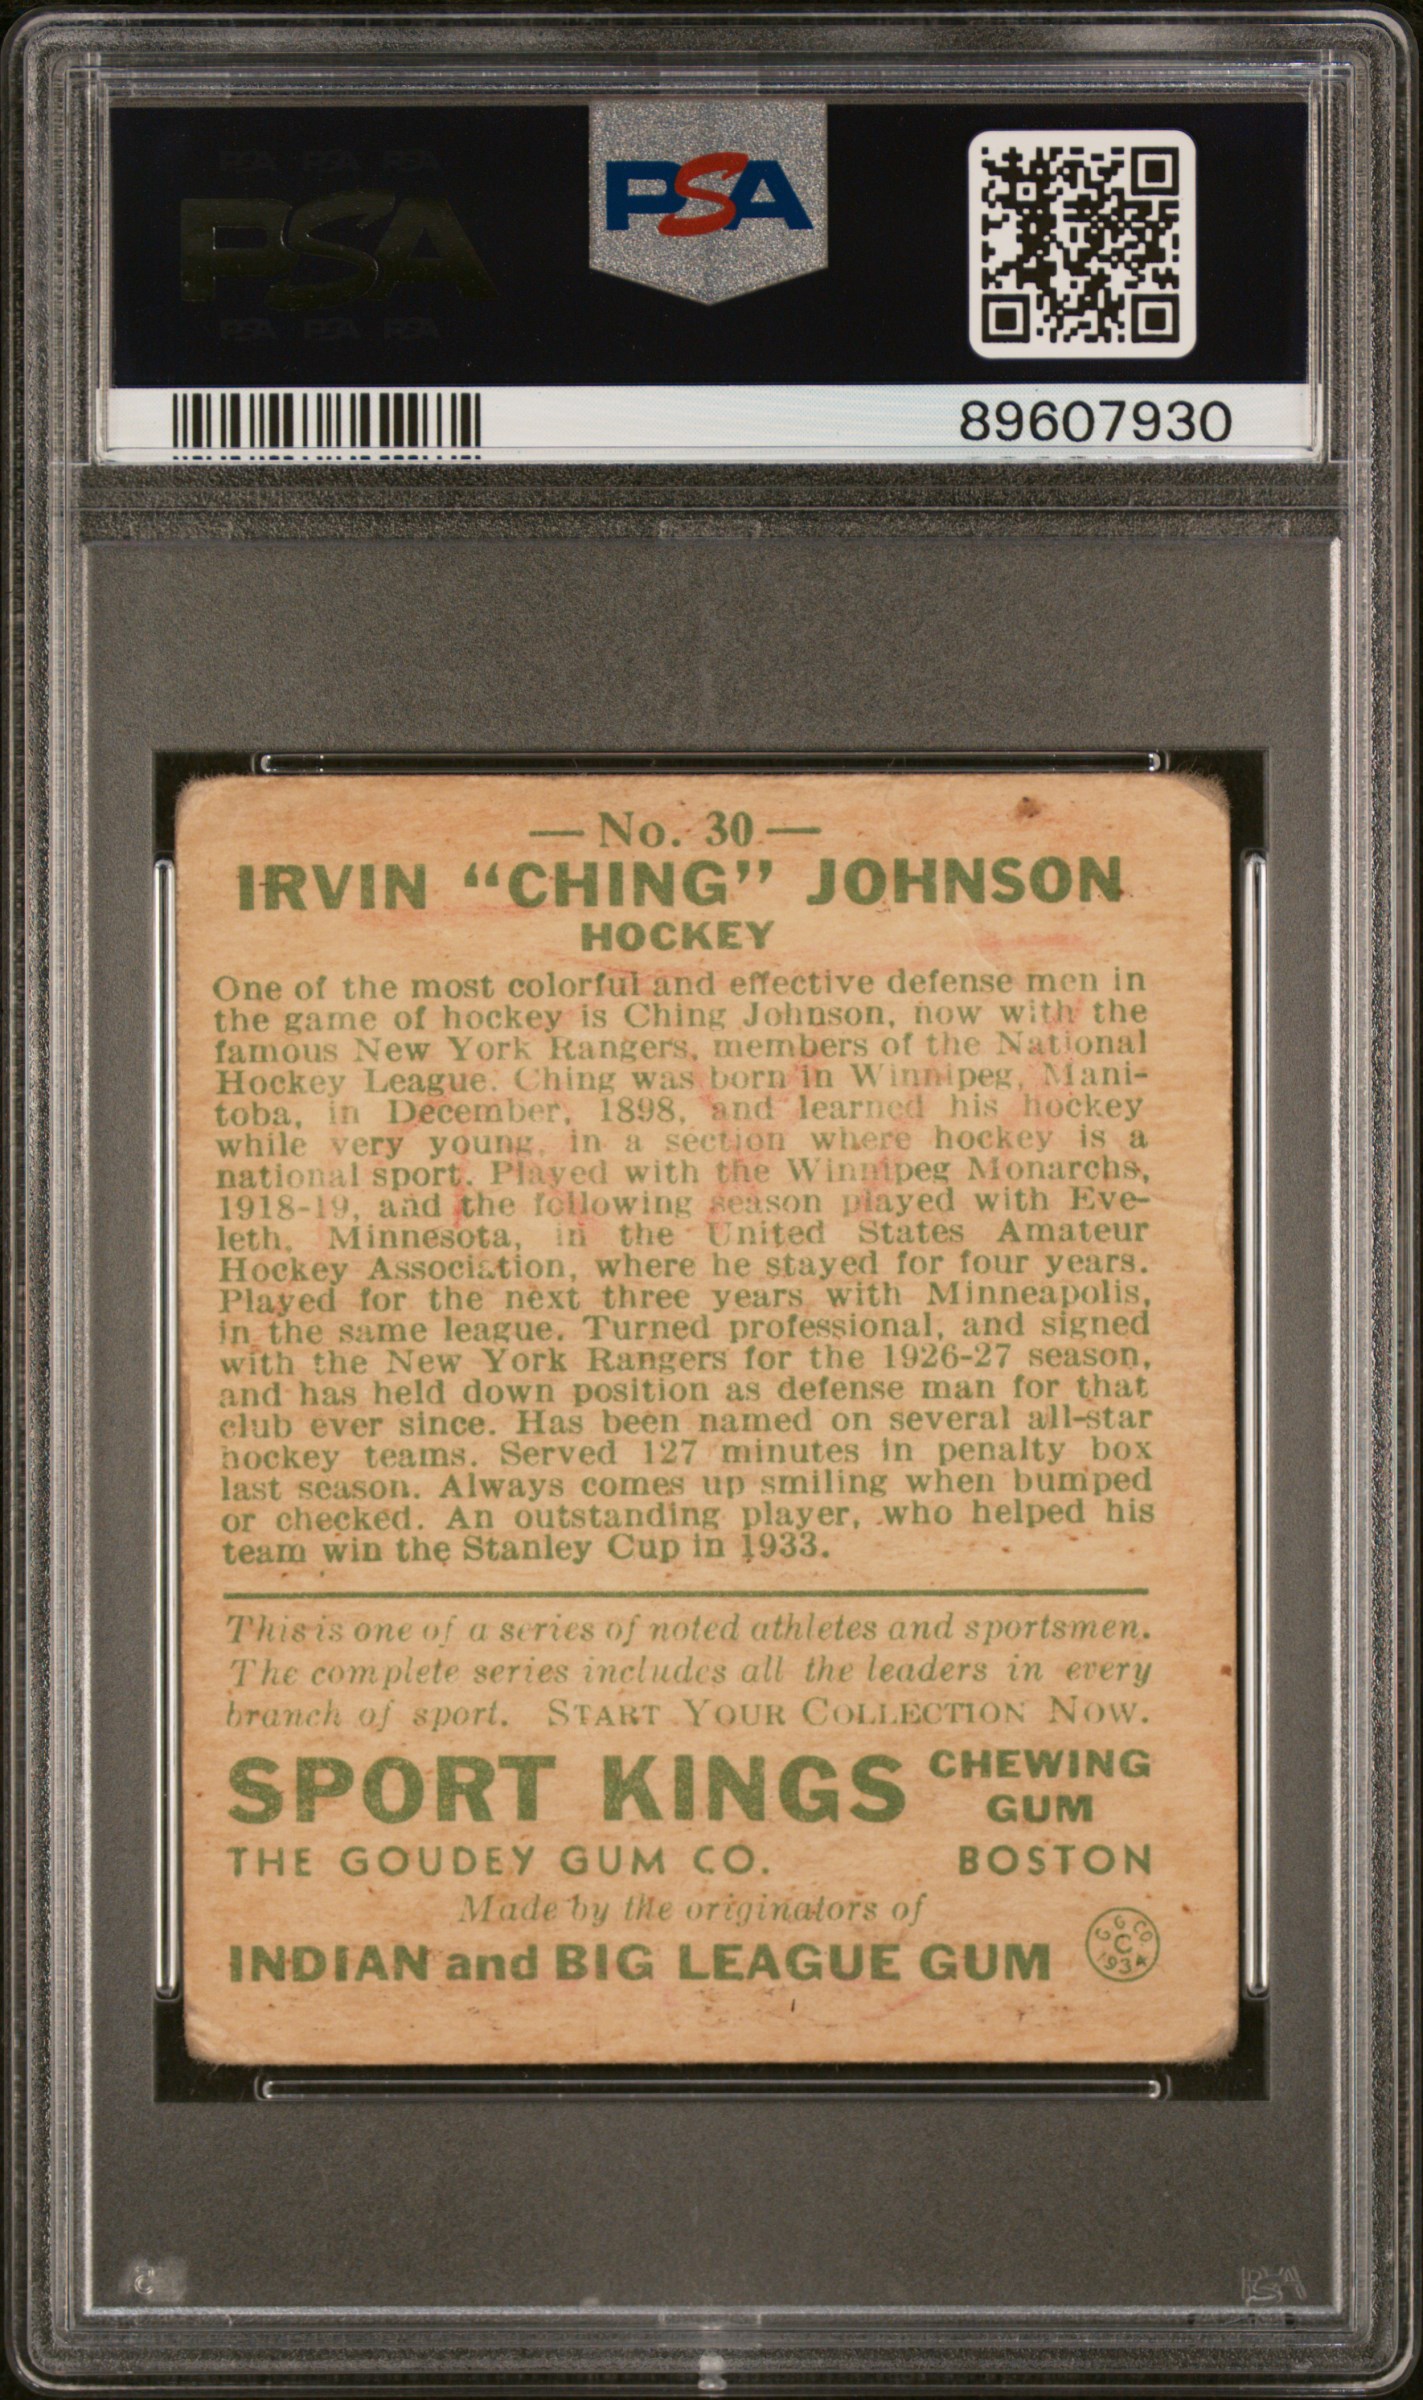 PSA PSA PSA
PSA
PSA PSA PSA
PSA
89607930
— No. 30 —
IRVIN "CHING" JOHNSON
HOCKEY
One of the most colorful and effective defense men in
the game of hockey is Ching Johnson, now with the
famous New York Rangers, members of the National
Hockey League. Ching was born in Winnipeg, Mani-
toba, in December, 1898, and learned his hockey
while very young, in a section where hockey is a
national sport. Played with the Winnipeg Monarchs,
1918-19, and the following season played with Eve-
leth, Minnesota, in the United States Amateur
Hockey Association, where he stayed for four years.
Played for the next three years with Minneapolis,
in the same league. Turned professional, and signed
with the New York Rangers for the 1926-27 season,
and has held down position as defense man for that
club ever since. Has been named on several all-star
hockey teams. Served 127 minutes in penalty box
last season. Always comes up smiling when bumped
or checked. An outstanding player, who helped his
team win the Stanley Cup in 1933.
This is one of a series of noted athletes and sportsmen.
The complete series includes all the leaders in every
branch of sport. START YOUR COLLECTION NOW.
SPORT KINGS CHEWING GUM
THE GOUDEY GUM CO. BOSTON
Made by the originators of
INDIAN and BIG LEAGUE GUM
G. G. CO.
C
1934
PSA